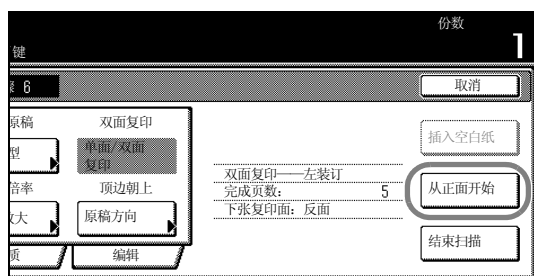 份数
键
1
骤 6
取消
原稿
双面复印
型
单面/双面
复印
插入空白纸
双面复印——左装订
完成页数: 5
下张复印面: 反面
从正面开始
倍率
顶边朝上
放大
原稿方向
结束扫描
质
编辑